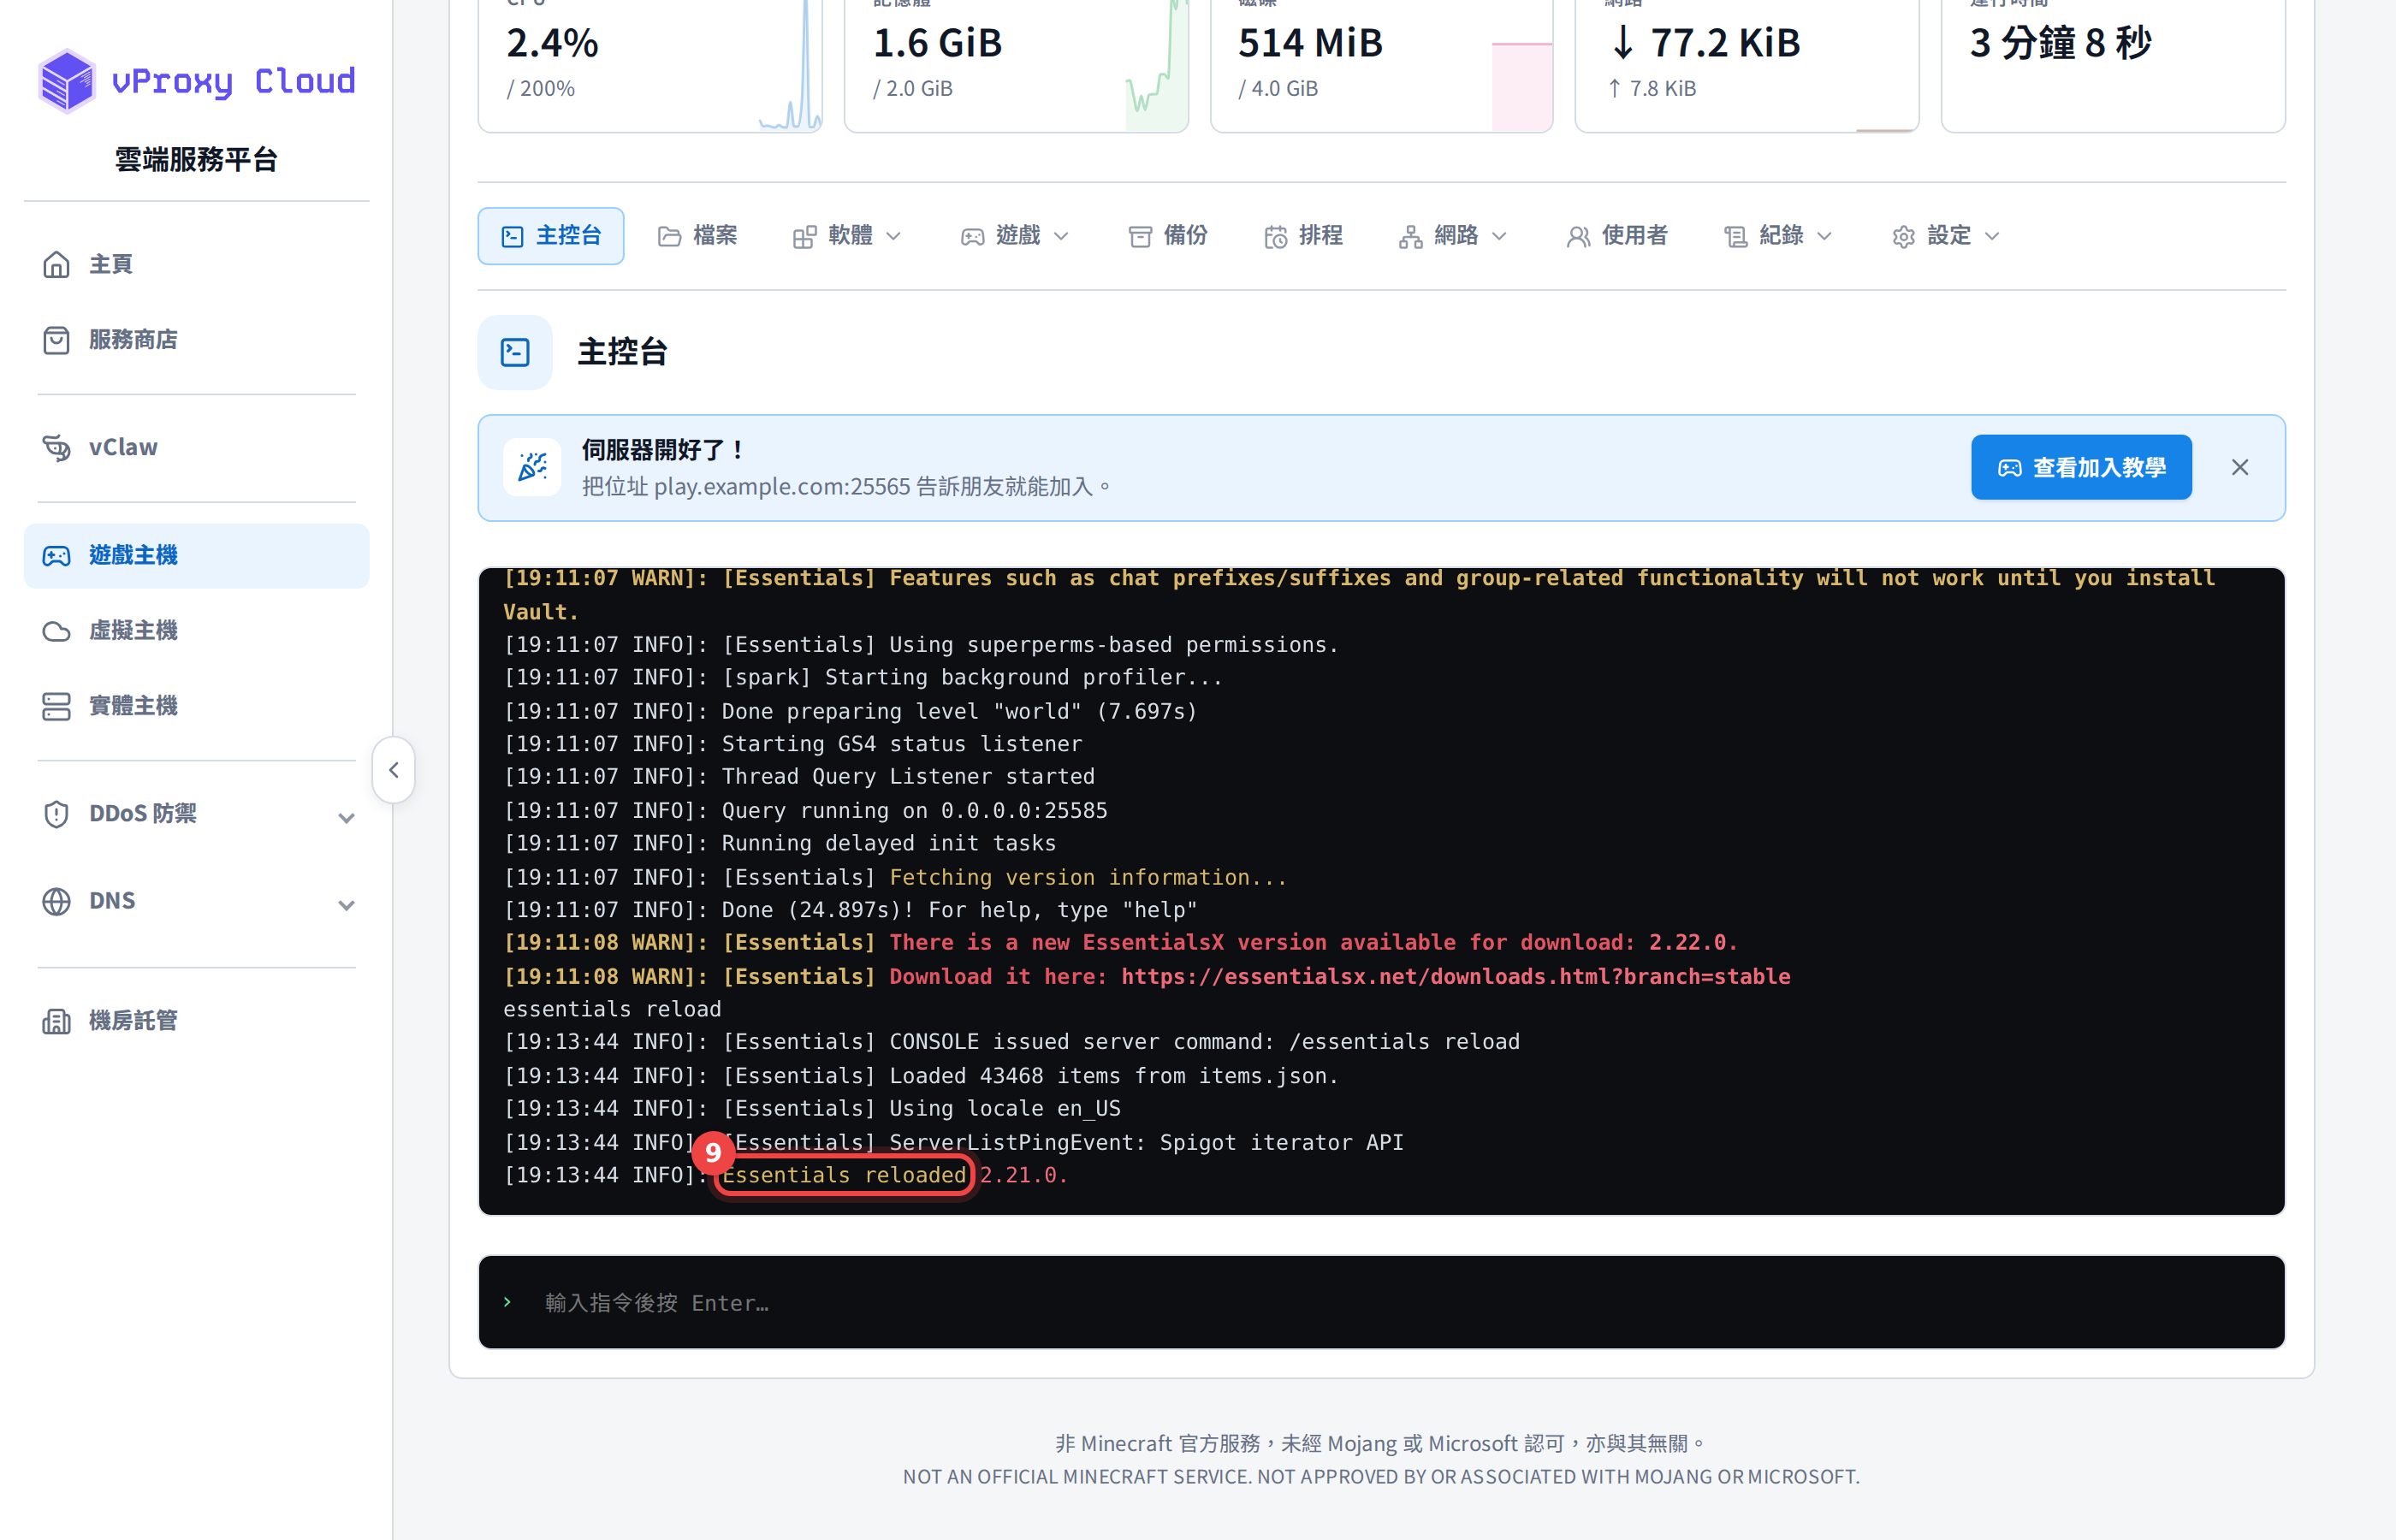 vProxy Cloud
雲端服務平台
主頁
服務商店
vClaw
遊戲主機
虛擬主機
實體主機
DDoS 防禦
DNS
機房託管
CPU
2.4%
/ 200%
記憶體
1.6 GiB
/ 2.0 GiB
磁碟
514 MiB
/ 4.0 GiB
網路
↓ 77.2 KiB
↑ 7.8 KiB
運行時間
3 分鐘 8 秒
主控台 檔案 軟體 遊戲 備份 排程 網路 使用者 紀錄 設定
主控台
伺服器開好了！
把位址 play.example.com:25565 告訴朋友就能加入。
查看加入教學
[19:11:07 WARN]: [Essentials] Features such as chat prefixes/suffixes and group-related functionality will not work until you install
Vault.
[19:11:07 INFO]: [Essentials] Using superperms-based permissions.
[19:11:07 INFO]: [spark] Starting background profiler...
[19:11:07 INFO]: Done preparing level "world" (7.697s)
[19:11:07 INFO]: Starting GS4 status listener
[19:11:07 INFO]: Thread Query Listener started
[19:11:07 INFO]: Query running on 0.0.0.0:25585
[19:11:07 INFO]: Running delayed init tasks
[19:11:07 INFO]: [Essentials] Fetching version information...
[19:11:07 INFO]: Done (24.897s)! For help, type "help"
[19:11:08 WARN]: [Essentials] There is a new EssentialsX version available for download: 2.22.0.
[19:11:08 WARN]: [Essentials] Download it here: https://essentialsx.net/downloads.html?branch=stable
essentials reload
[19:13:44 INFO]: [Essentials] CONSOLE issued server command: /essentials reload
[19:13:44 INFO]: [Essentials] Loaded 43468 items from items.json.
[19:13:44 INFO]: [Essentials] Using locale en_US
[19:13:44 INFO]: [Essentials] ServerListPingEvent: Spigot iterator API
9
[19:13:44 INFO]: Essentials reloaded 2.21.0.
› 輸入指令後按 Enter…
非 Minecraft 官方服務，未經 Mojang 或 Microsoft 認可，亦與其無關。
NOT AN OFFICIAL MINECRAFT SERVICE. NOT APPROVED BY OR ASSOCIATED WITH MOJANG OR MICROSOFT.